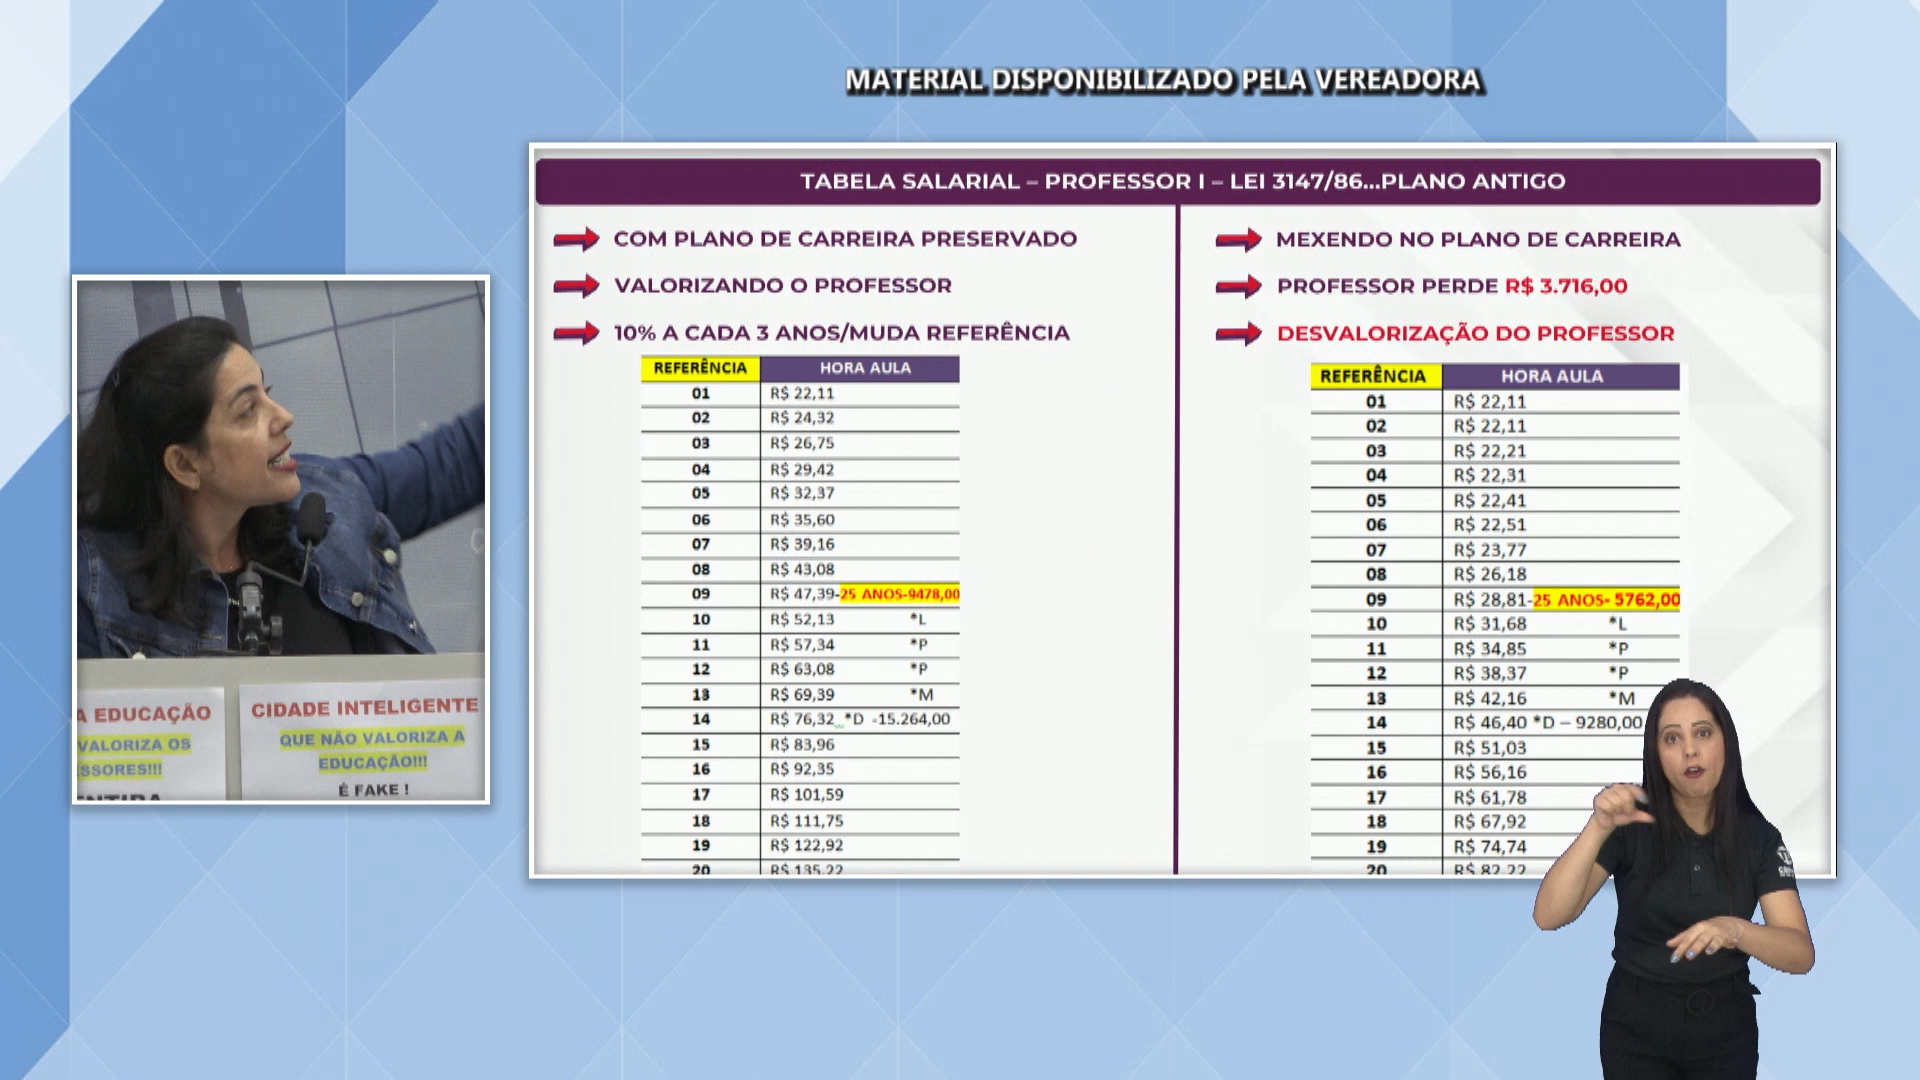 MATERIAL DISPONIBILIZADO PELA VEREADORA
TABELA SALARIAL – PROFESSOR I – LEI 3147/86...PLANO ANTIGO
COM PLANO DE CARREIRA PRESERVADO
VALORIZANDO O PROFESSOR
10% A CADA 3 ANOS/MUDA REFERÊNCIA
REFERÊNCIA HORA AULA
01 R$ 22,11
02 R$ 24,32
03 R$ 26,75
04 R$ 29,42
05 R$ 32,37
06 R$ 35,60
07 R$ 39,16
08 R$ 43,08
09 R$ 47,39-25 ANOS-9478,00
10 R$ 52,13 *L
11 R$ 57,34 *P
12 R$ 63,08 *P
13 R$ 69,39 *M
14 R$ 76,32 *D -15.264,00
15 R$ 83,96
16 R$ 92,35
17 R$ 101,59
18 R$ 111,75
19 R$ 122,92
20 R$ 135,22
MEXENDO NO PLANO DE CARREIRA
PROFESSOR PERDE R$ 3.716,00
DESVALORIZAÇÃO DO PROFESSOR
REFERÊNCIA HORA AULA
01 R$ 22,11
02 R$ 22,11
03 R$ 22,21
04 R$ 22,31
05 R$ 22,41
06 R$ 22,51
07 R$ 23,77
08 R$ 26,18
09 R$ 28,81-25 ANOS- 5762,00
10 R$ 31,68 *L
11 R$ 34,85 *P
12 R$ 38,37 *P
13 R$ 42,16 *M
14 R$ 46,40 *D – 9280,00
15 R$ 51,03
16 R$ 56,16
17 R$ 61,78
18 R$ 67,92
19 R$ 74,74
20 R$ 82,22
A EDUCAÇÃO
VALORIZA OS
SSORES!!!
CIDADE INTELIGENTE
QUE NÃO VALORIZA A
EDUCAÇÃO!!!
É FAKE !